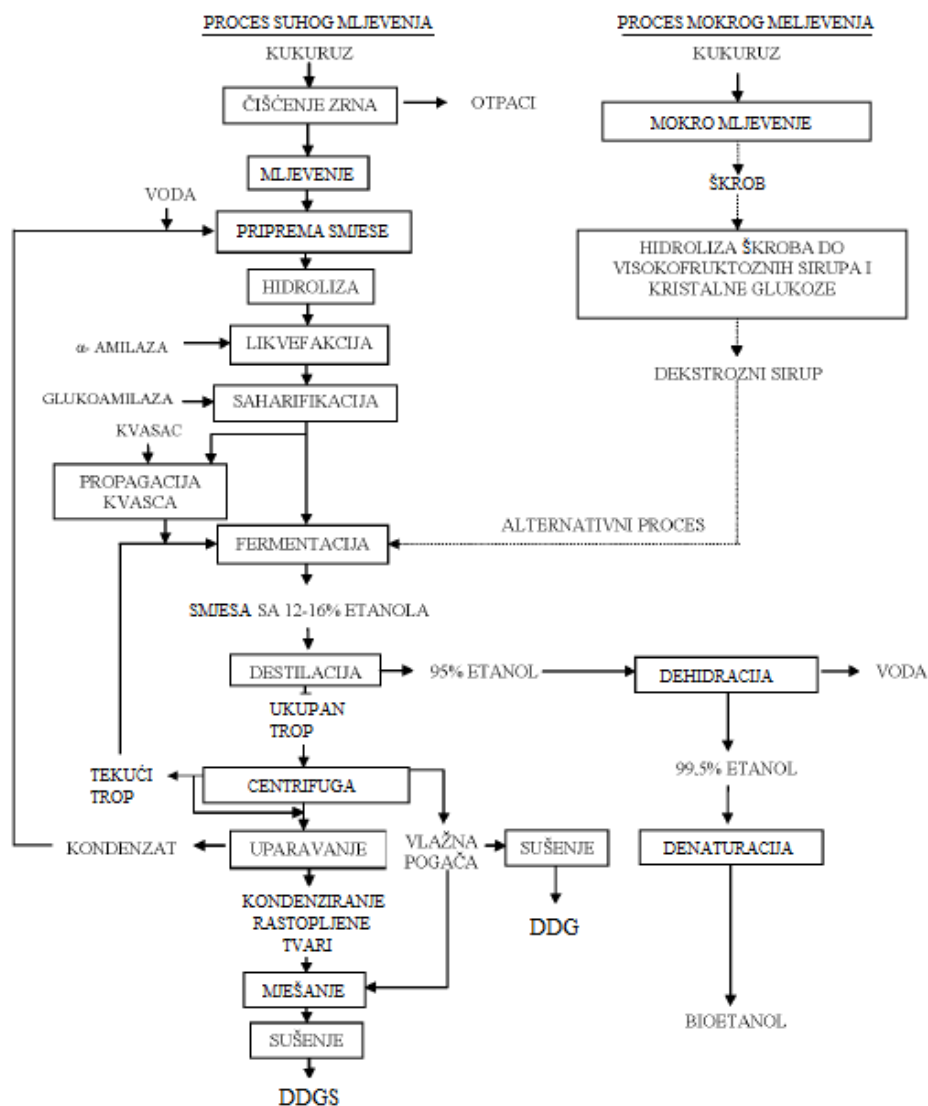 PROCES SUHOG MLJEVENJA
PROCES MOKROG MELJEVENJA
KUKURUZ
KUKURUZ
ČIŠĆENJE ZRNA
OTPACI
MOKRO MLJEVENJE
MLJEVENJE
ŠKROB
VODA
PRIPREMA SMJESE
HIDROLIZA ŠKROBA DO
VISOKOFRUKTOZNIH SIRUPA I
KRISTALNE GLUKOZE
HIDROLIZA
α- AMILAZA
LIKVEFAKCIJA
DEKSTROZNI SIRUP
GLUKOAMILAZA
SAHARIFIKACIJA
KVASAC
PROPAGACIJA
KVASCA
ALTERNATIVNI PROCES
FERMENTACIJA
SMJESA SA 12-16% ETANOLA
DESTILACIJA
95% ETANOL
DEHIDRACIJA
VODA
UKUPAN
TROP
99,5% ETANOL
TEKUĆI
TROP
CENTRIFUGA
KONDENZAT
UPARAVANJE
VLAŽNA
POGAČA
SUŠENJE
DENATURACIJA
KONDENZIRANJE
RASTOPLJENE
TVARI
DDG
MJEŠANJE
BIOETANOL
SUŠENJE
DDGS